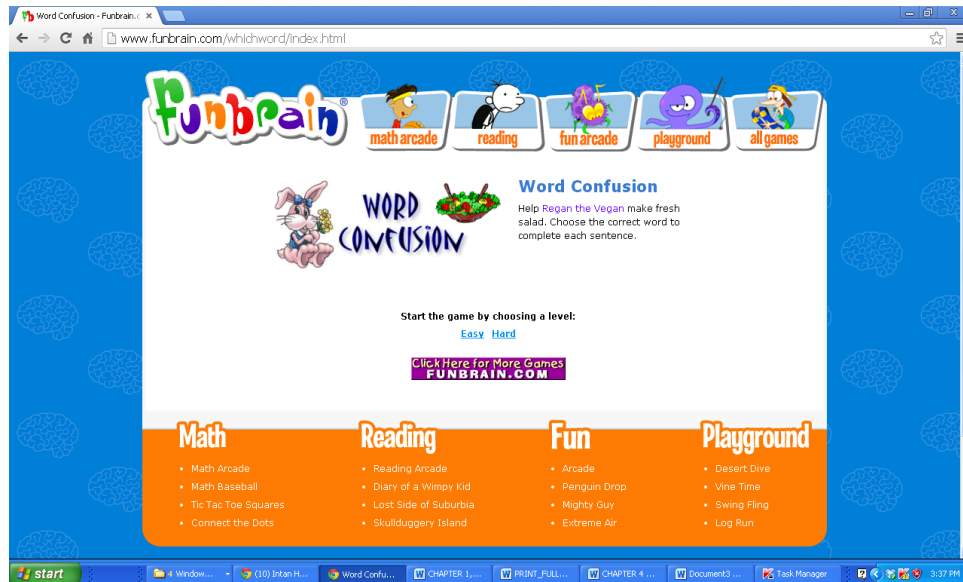 Word Confusion - Funbrain.c
www.funbrain.com/whichword/index.html
funbrain®
math arcade
reading
fun arcade
playground
all games
WORD
CONFUSION
Word Confusion
Help Regan the Vegan make fresh
salad. Choose the correct word to
complete each sentence.
Start the game by choosing a level:
Easy Hard
Click Here for More Games
FUNBRAIN.COM
Math
• Math Arcade
• Math Baseball
• Tic Tac Toe Squares
• Connect the Dots
Reading
• Reading Arcade
• Diary of a Wimpy Kid
• Lost Side of Suburbia
• Skullduggery Island
Fun
• Arcade
• Penguin Drop
• Mighty Guy
• Extreme Air
Playground
• Desert Dive
• Vine Time
• Swing Fling
• Log Run
start
4 Window...
(10) Intan H...
Word Confu...
CHAPTER 1,...
PRINT_FULL...
CHAPTER 4 ...
Document3 ...
Task Manager
3:37 PM